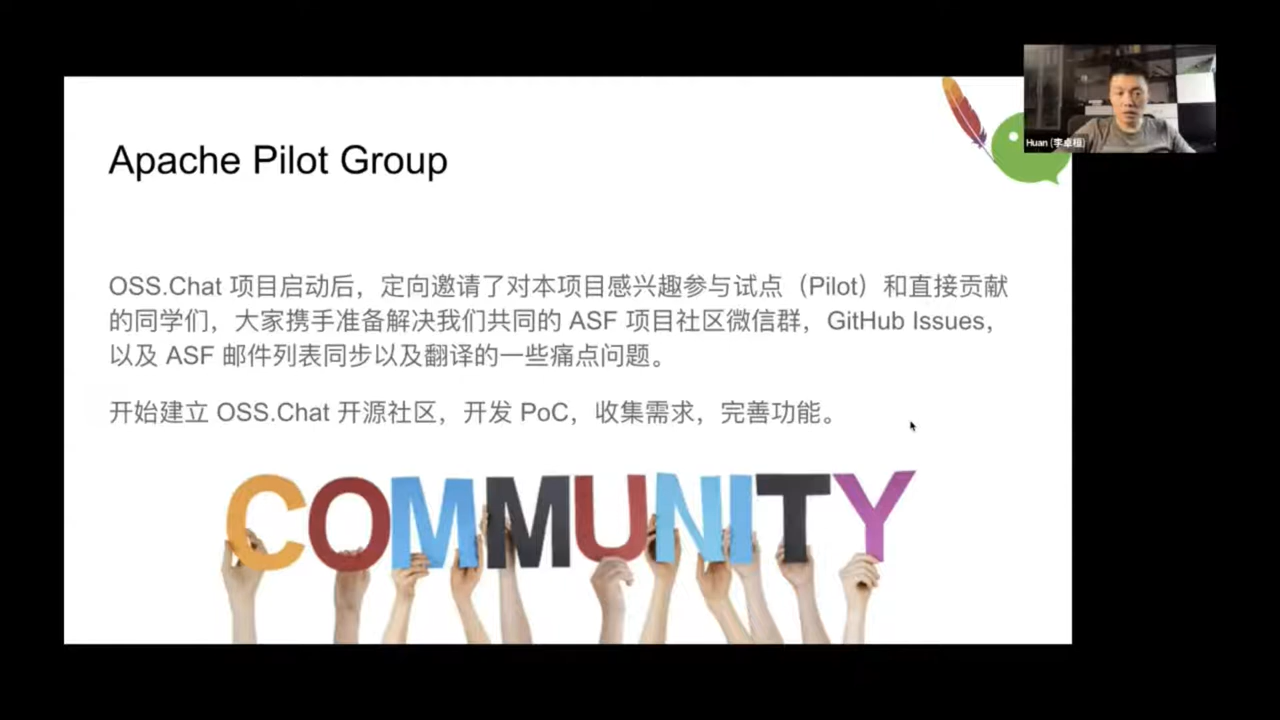 Apache Pilot Group
Huan (李卓桓)
OSS.Chat 项目启动后，定向邀请了对本项目感兴趣参与试点（Pilot）和直接贡献
的同学们，大家携手准备解决我们共同的 ASF 项目社区微信群，GitHub Issues，
以及 ASF 邮件列表同步以及翻译的一些痛点问题。
开始建立 OSS.Chat 开源社区，开发 PoC，收集需求，完善功能。
COMMUNITY